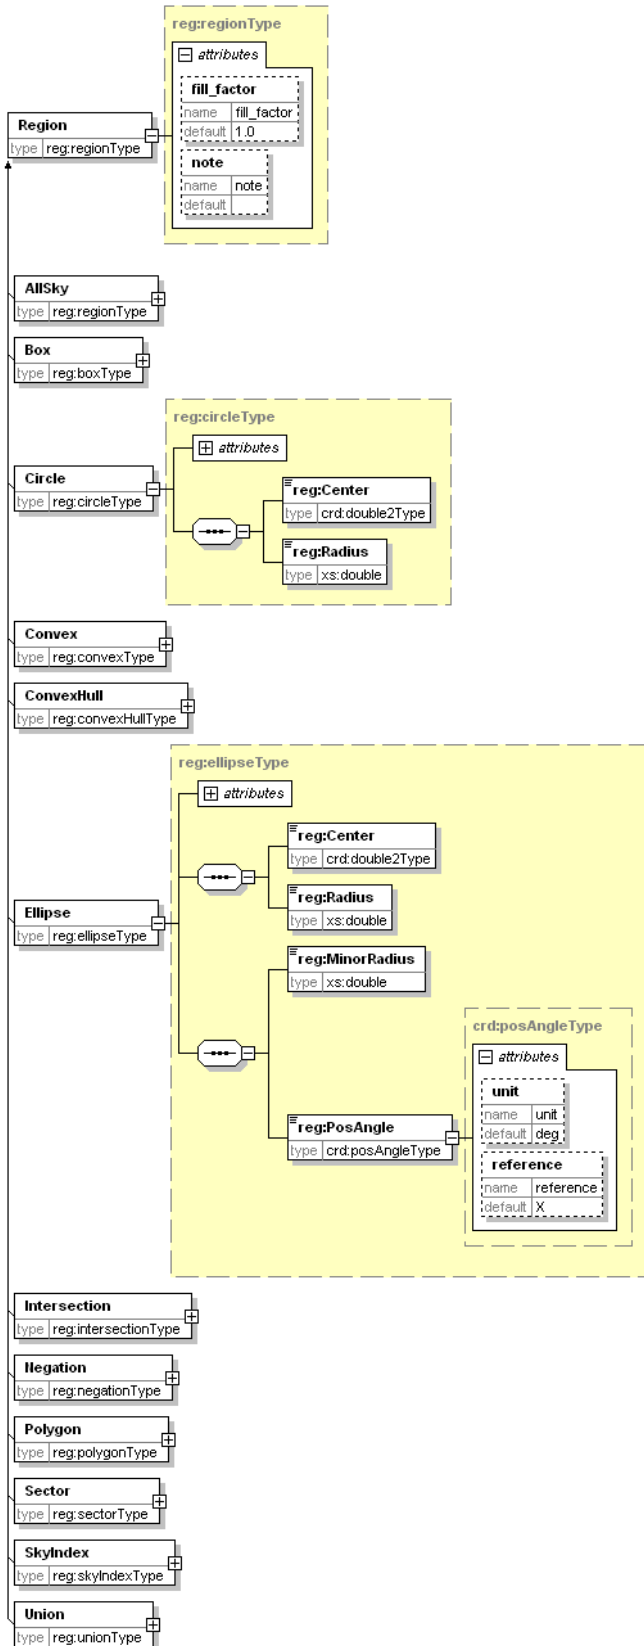 reg:regionType
attributes
fill_factor
name fill_factor
default 1.0
Region
type reg:regionType
note
name note
default
AllSky
type reg:regionType
Box
type reg:boxType
reg:circleType
attributes
Circle
type reg:circleType
reg:Center
type crd:double2Type
reg:Radius
type xs:double
Convex
type reg:convexType
ConvexHull
type reg:convexHullType
reg:ellipseType
attributes
reg:Center
type crd:double2Type
reg:Radius
type xs:double
Ellipse
type reg:ellipseType
reg:MinorRadius
type xs:double
crd:posAngleType
attributes
unit
name unit
default deg
reg:PosAngle
type crd:posAngleType
reference
name reference
default X
Intersection
type reg:intersectionType
Negation
type reg:negationType
Polygon
type reg:polygonType
Sector
type reg:sectorType
SkyIndex
type reg:skyIndexType
Union
type reg:unionType